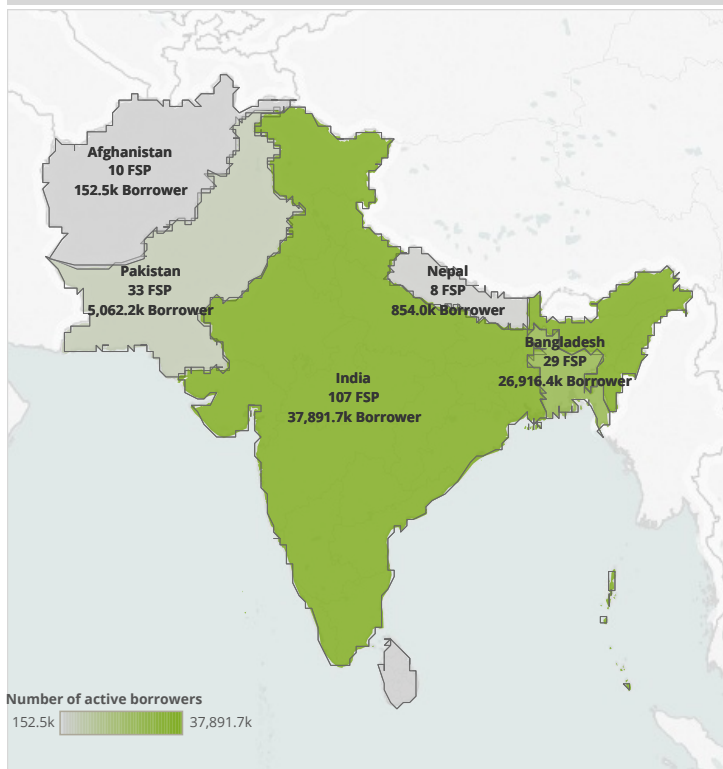 Afghanistan
10 FSP
152.5k Borrower
Pakistan
33 FSP
5,062.2k Borrower
Nepal
8 FSP
854.0k Borrower
Bangladesh
29 FSP
26,916.4k Borrower
India
107 FSP
37,891.7k Borrower
Number of active borrowers
152.5k 37,891.7k